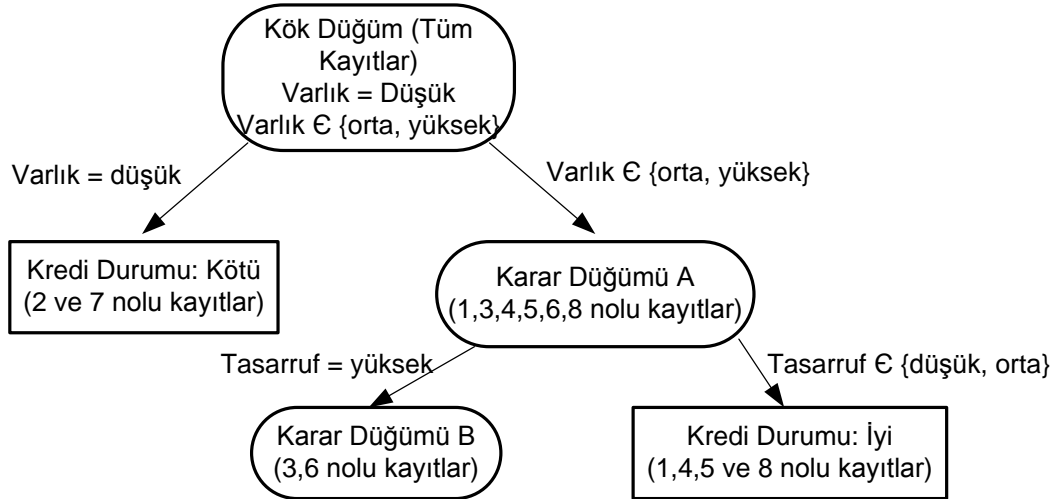 Kök Düğüm (Tüm
Kayıtlar)
Varlık = Düşük
Varlık Є {orta, yüksek}
Varlık = düşük
Varlık Є {orta, yüksek}
Kredi Durumu: Kötü
(2 ve 7 nolu kayıtlar)
Karar Düğümü A
(1,3,4,5,6,8 nolu kayıtlar)
Tasarruf = yüksek
Tasarruf Є {düşük, orta}
Karar Düğümü B
(3,6 nolu kayıtlar)
Kredi Durumu: İyi
(1,4,5 ve 8 nolu kayıtlar)